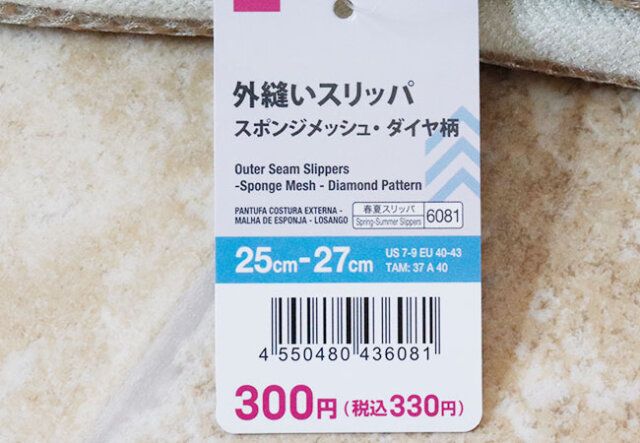 外縫いスリッパ
スポンジメッシュ・ダイヤ柄
Outer Seam Slippers
-Sponge Mesh - Diamond Pattern
PANTUFA COSTURA EXTERNA -
MALHA DE ESPONJA - LOSANGO
春夏スリッパ
Spring-Summer Slippers
6081
25cm-27cm
US 7-9 EU 40-43
TAM: 37 A 40
4 550480 436081
300円(税込330円)